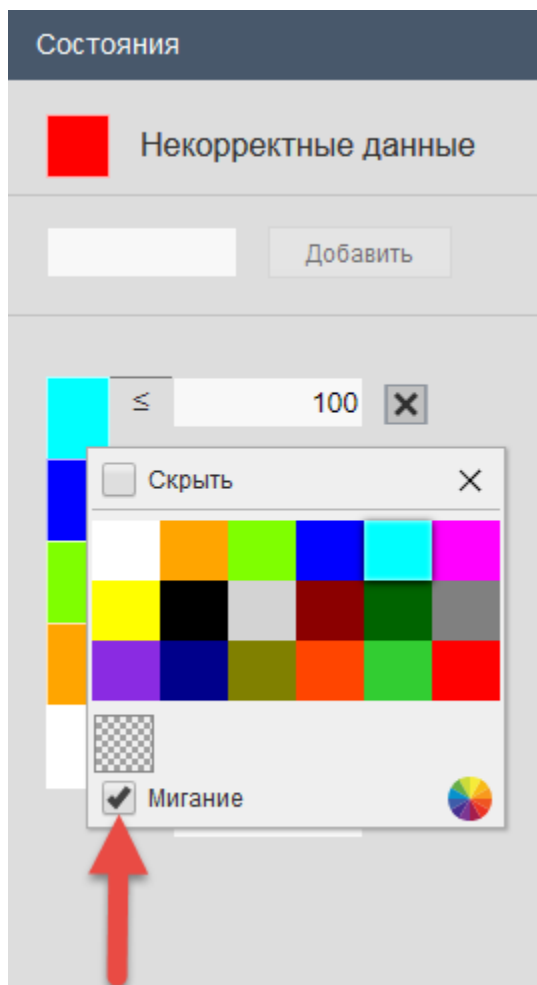 Состояния
Некорректные данные
Добавить
≤ 100
Скрыть
Мигание